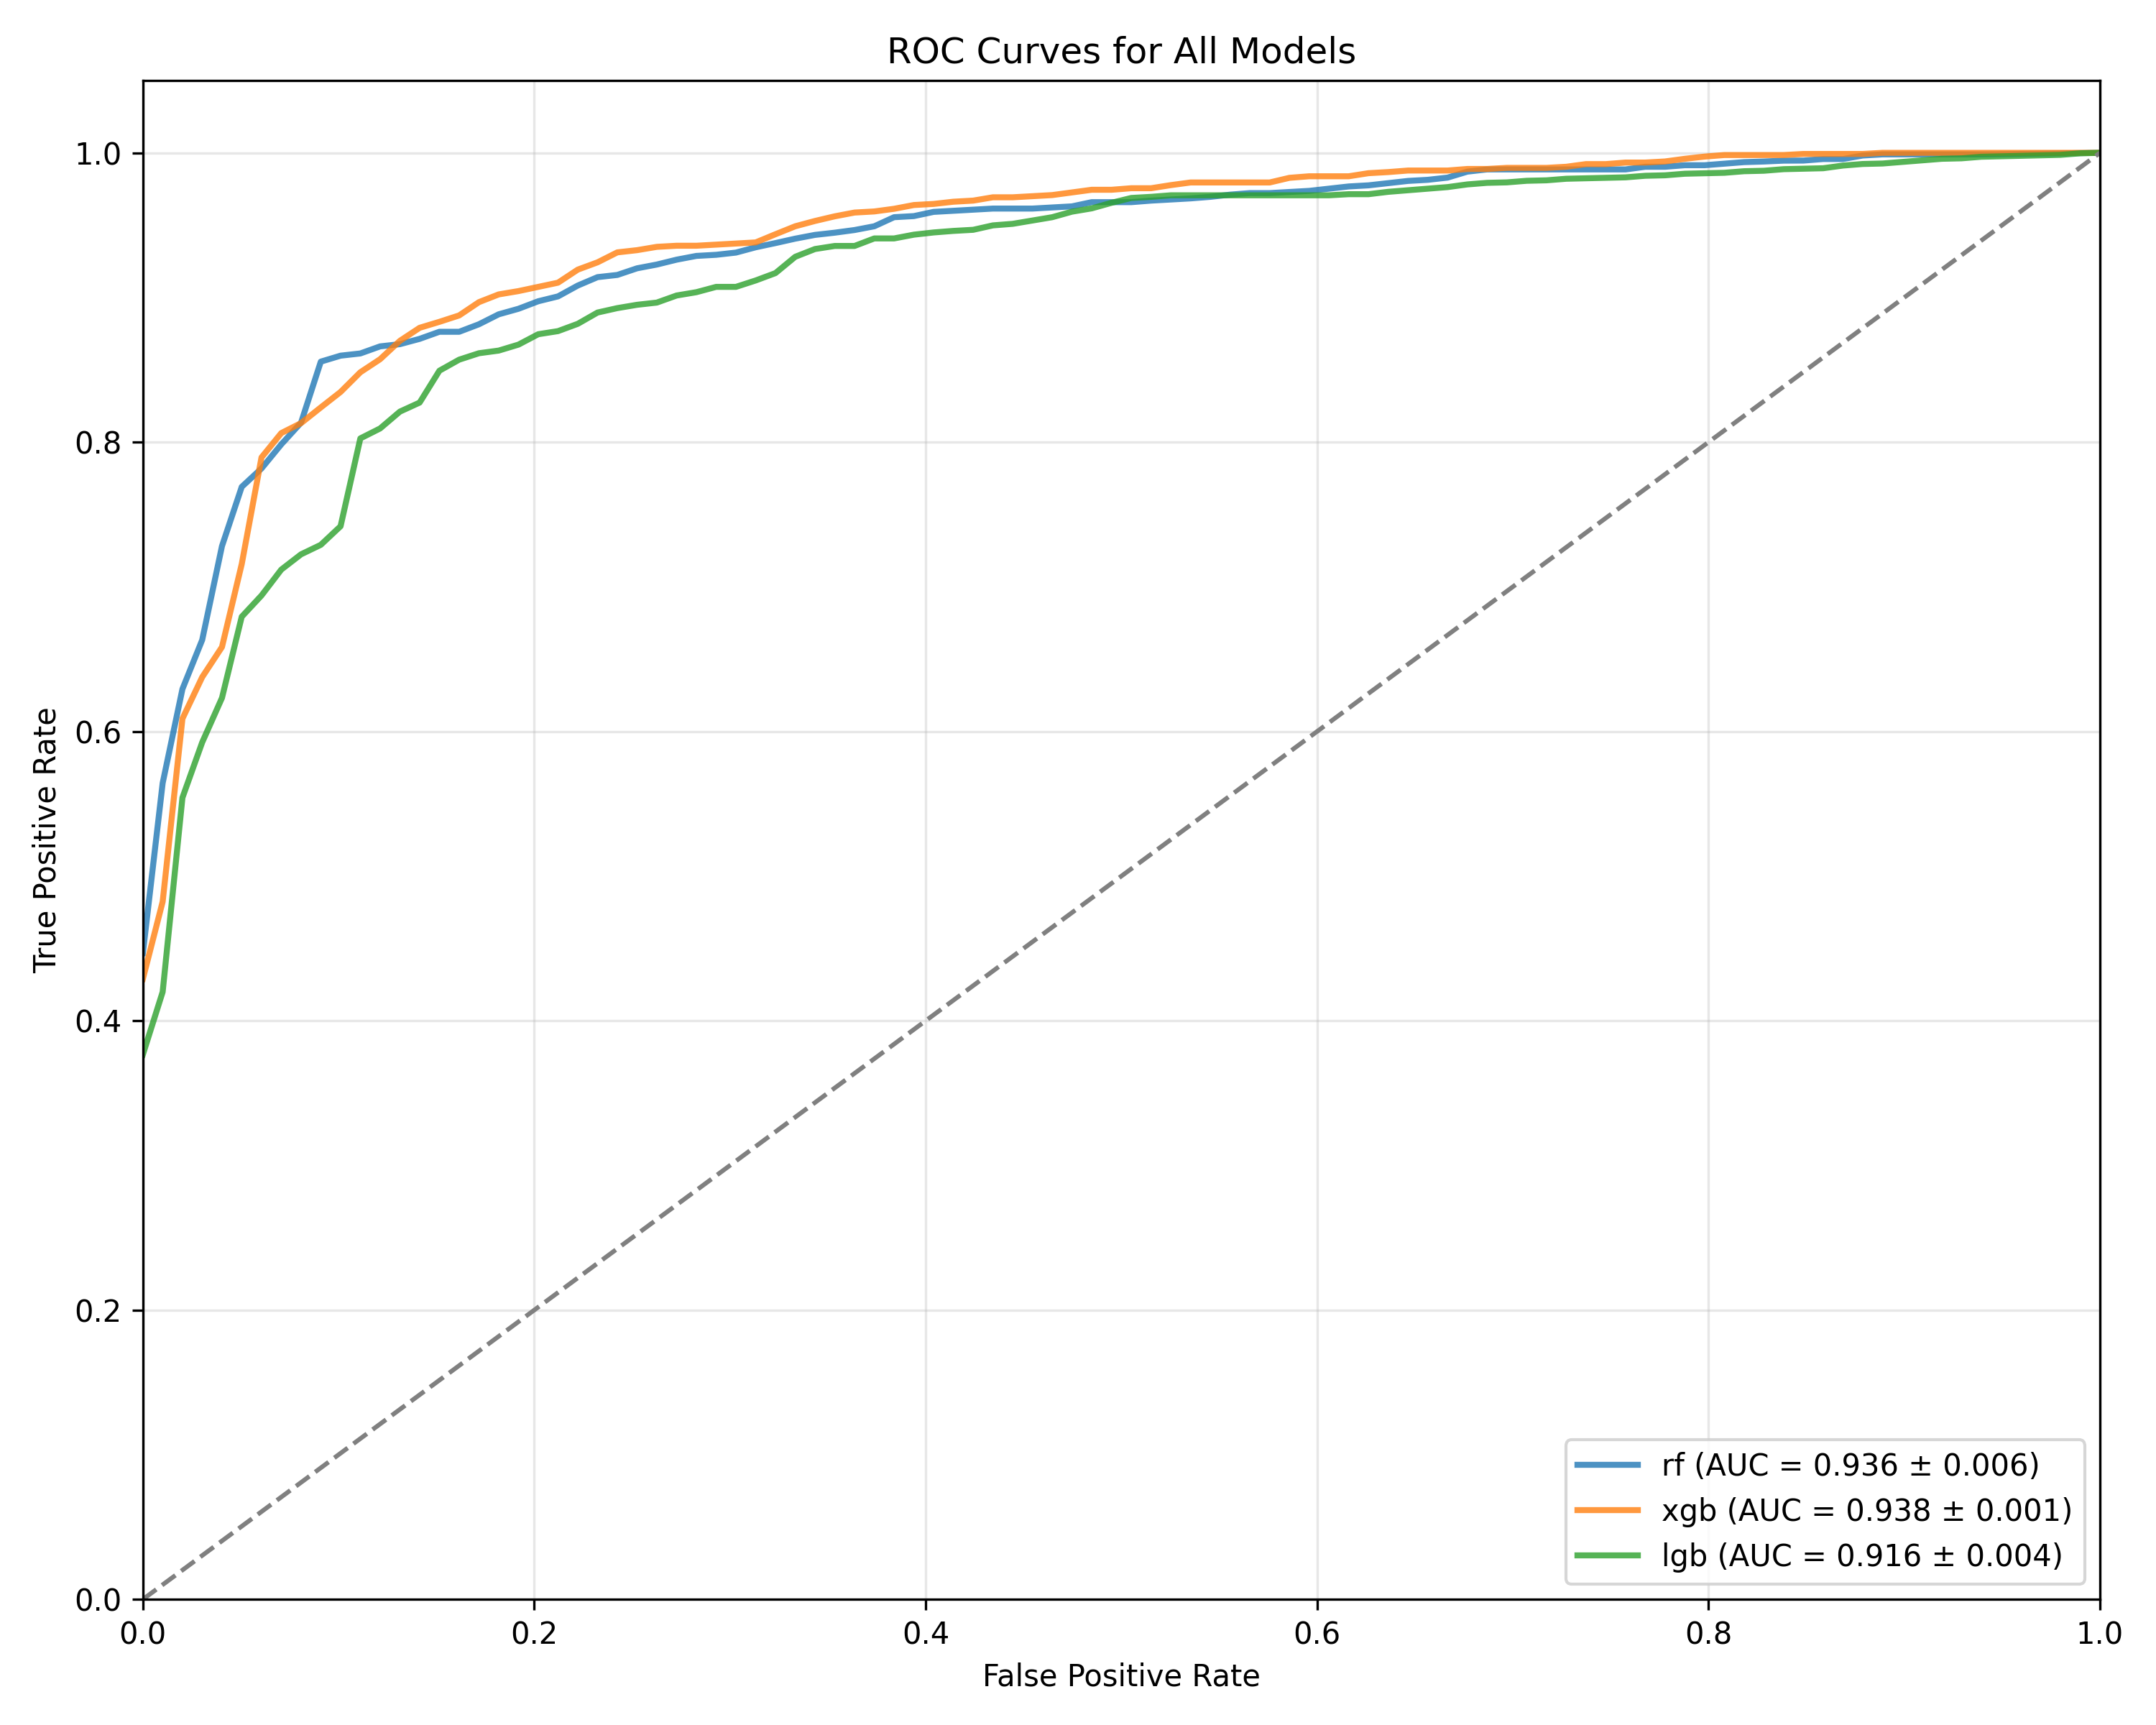 ROC Curves for All Models
True Positive Rate
1.0
0.8
0.6
0.4
0.2
0.0
0.0 0.2 0.4 0.6 0.8 1.0
False Positive Rate
rf (AUC = 0.936 ± 0.006)
xgb (AUC = 0.938 ± 0.001)
lgb (AUC = 0.916 ± 0.004)